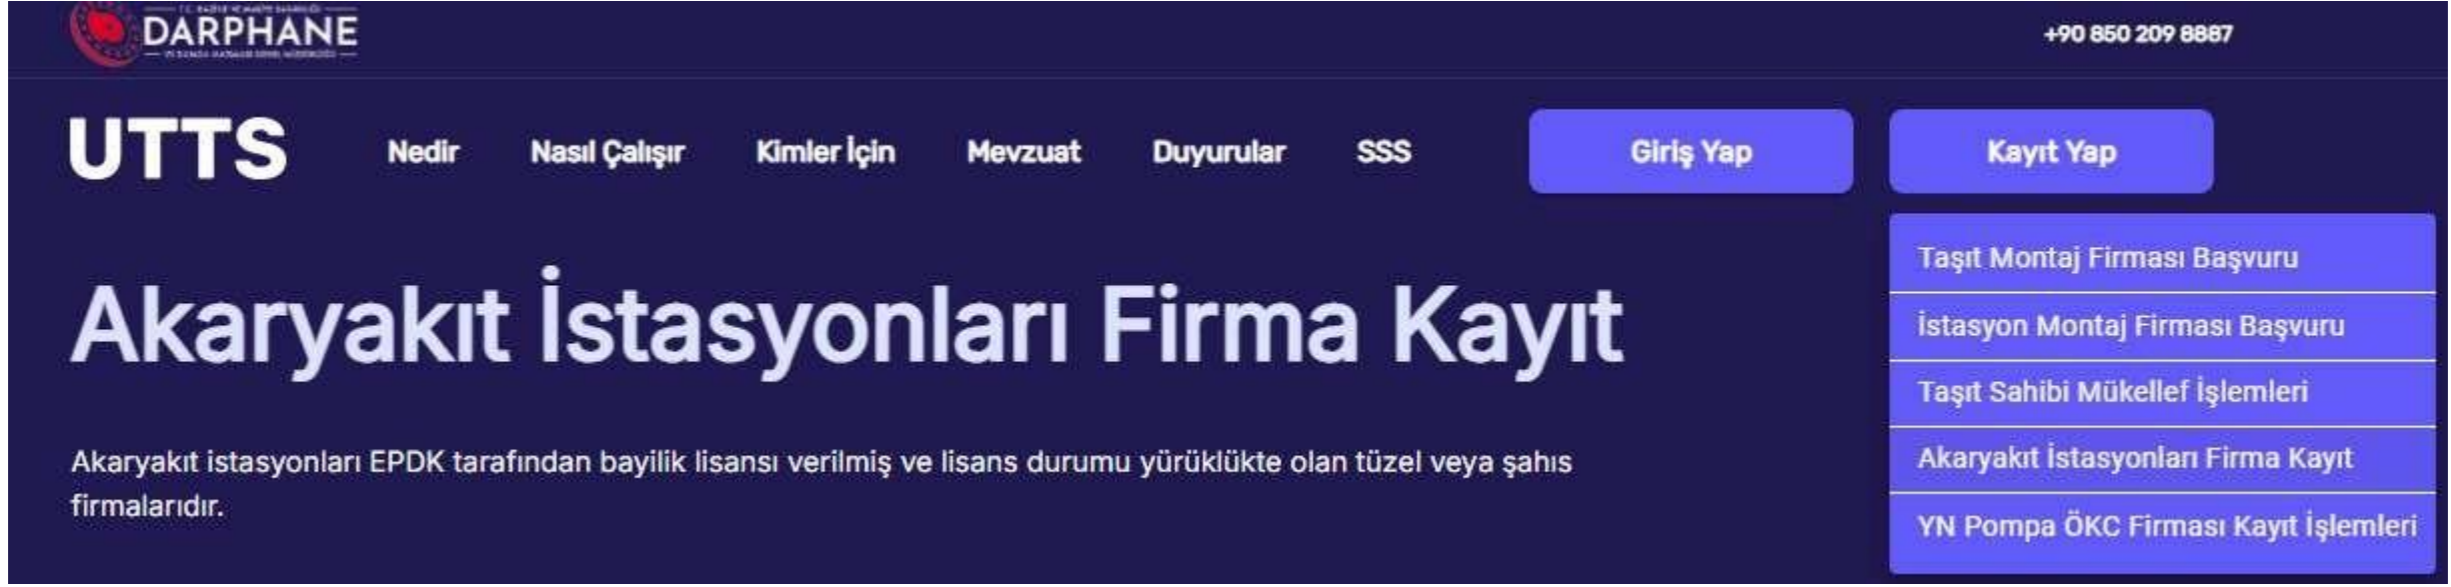 DARPHANE
+90 850 209 8887
UTTS
Nedir
Nasıl Çalışır
Kimler İçin
Mevzuat
Duyurular
SSS
Giriş Yap
Kayıt Yap
Akaryakıt İstasyonları Firma Kayıt
Akaryakıt istasyonları EPDK tarafından bayilik lisansı verilmiş ve lisans durumu yürüklükte olan tüzel veya şahıs
firmalarıdır.
Taşıt Montaj Firması Başvuru
İstasyon Montaj Firması Başvuru
Taşıt Sahibi Mükellef İşlemleri
Akaryakıt İstasyonları Firma Kayıt
YN Pompa ÖKC Firması Kayıt İşlemleri